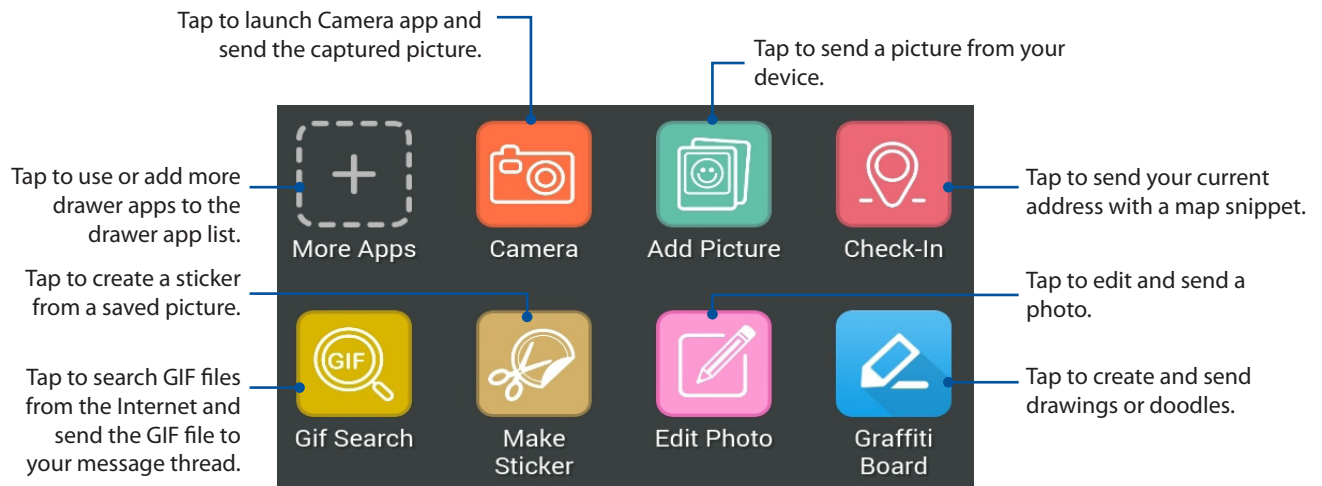 Tap to launch Camera app and
send the captured picture.
Tap to send a picture from your
device.
Tap to use or add more
drawer apps to the
drawer app list.
More Apps
Camera
Add Picture
Check-In
Tap to send your current
address with a map snippet.
Tap to create a sticker
from a saved picture.
Tap to edit and send a
photo.
GIF
Tap to search GIF files
from the Internet and
send the GIF file to
your message thread.
Gif Search
Make
Sticker
Edit Photo
Graffiti
Board
Tap to create and send
drawings or doodles.